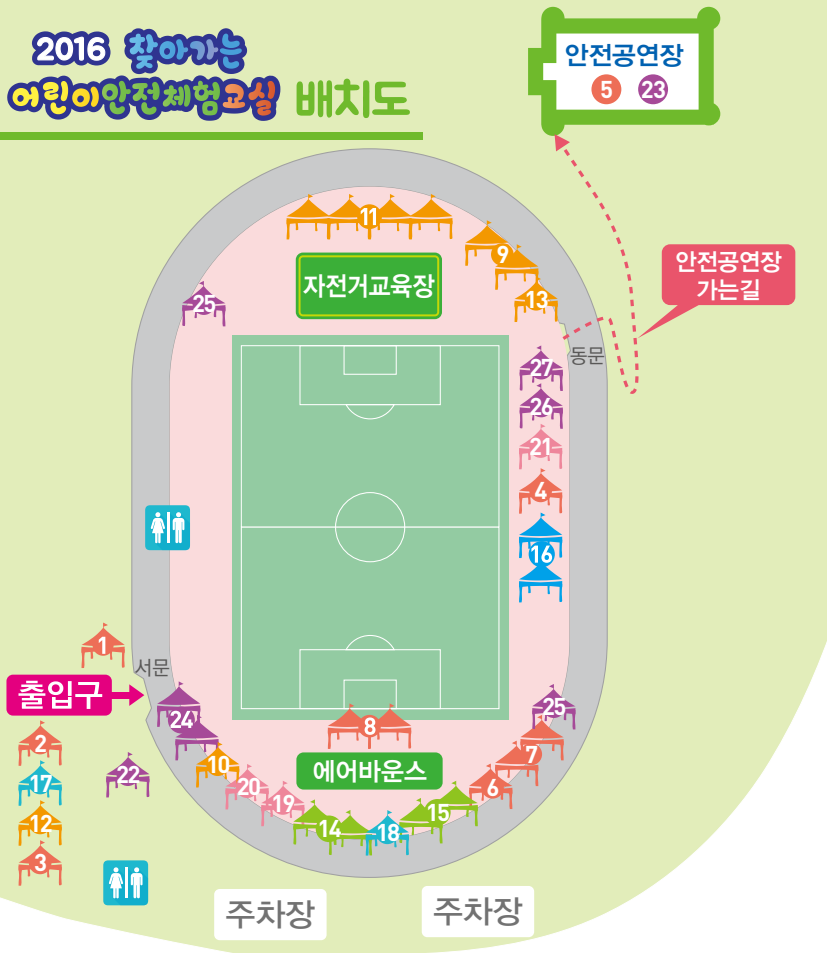 2016 찾아가는
어린이안전체험교실 배치도
안전공연장
5 23
11
9
자전거교육장
안전공연장
가는길
25
13
동문
27
26
21
4
16
1
서문
출입구
24
25
8
2
7
10
에어바운스
22
17
20
6
19
15
12
14
18
3
주차장
주차장